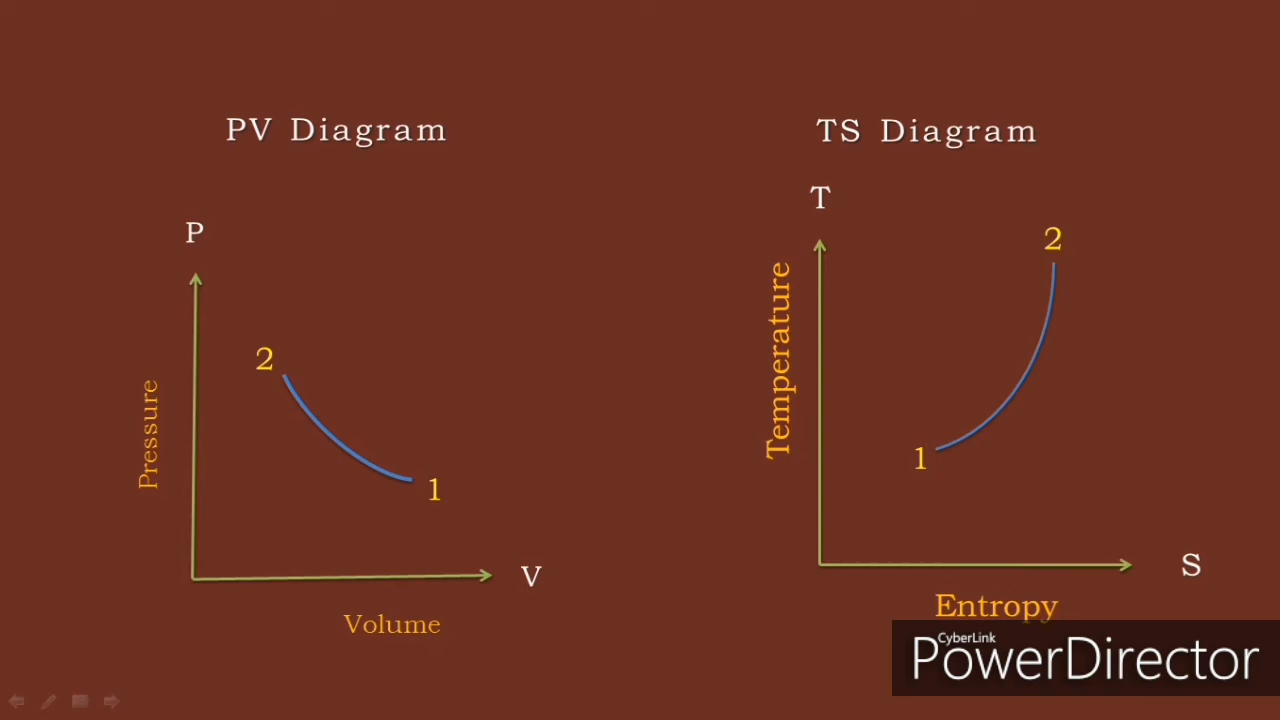 PV Diagram
P
Pressure
2
1
V
Volume
TS Diagram
T
Temperature
2
1
S
Entropy
CyberLink
PowerDirector